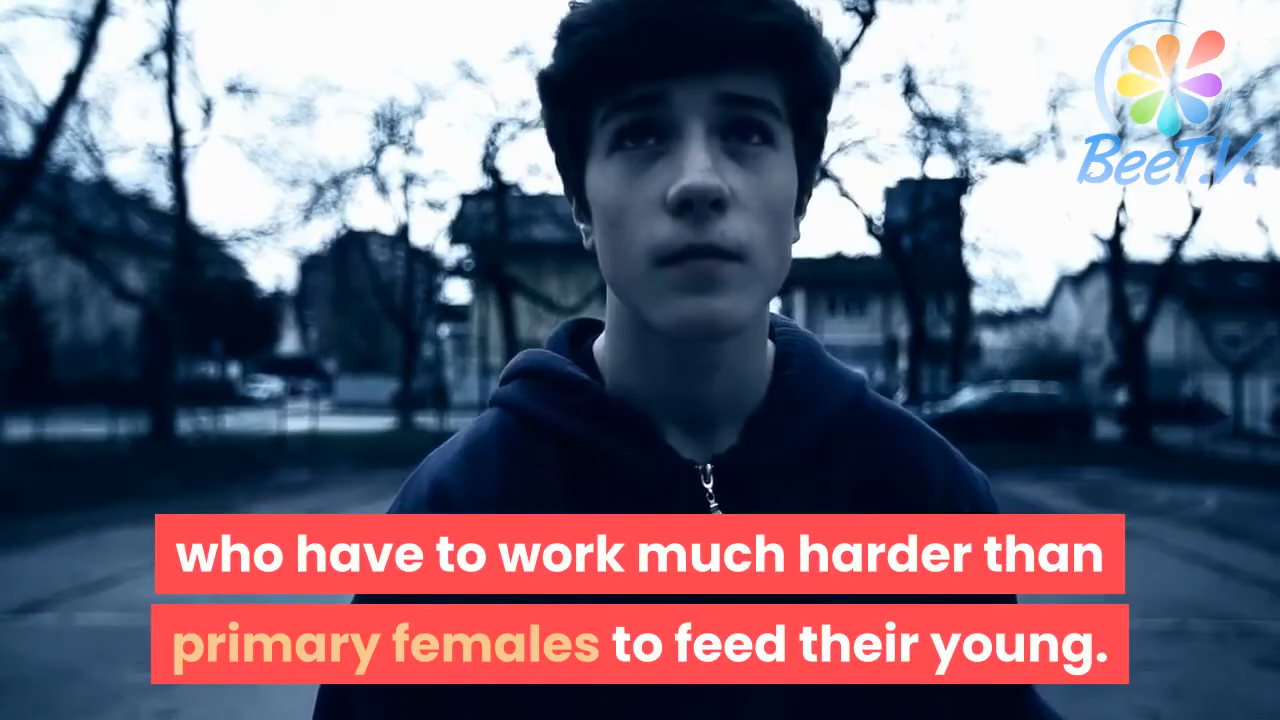 BeeT.V.
who have to work much harder than
primary females to feed their young.